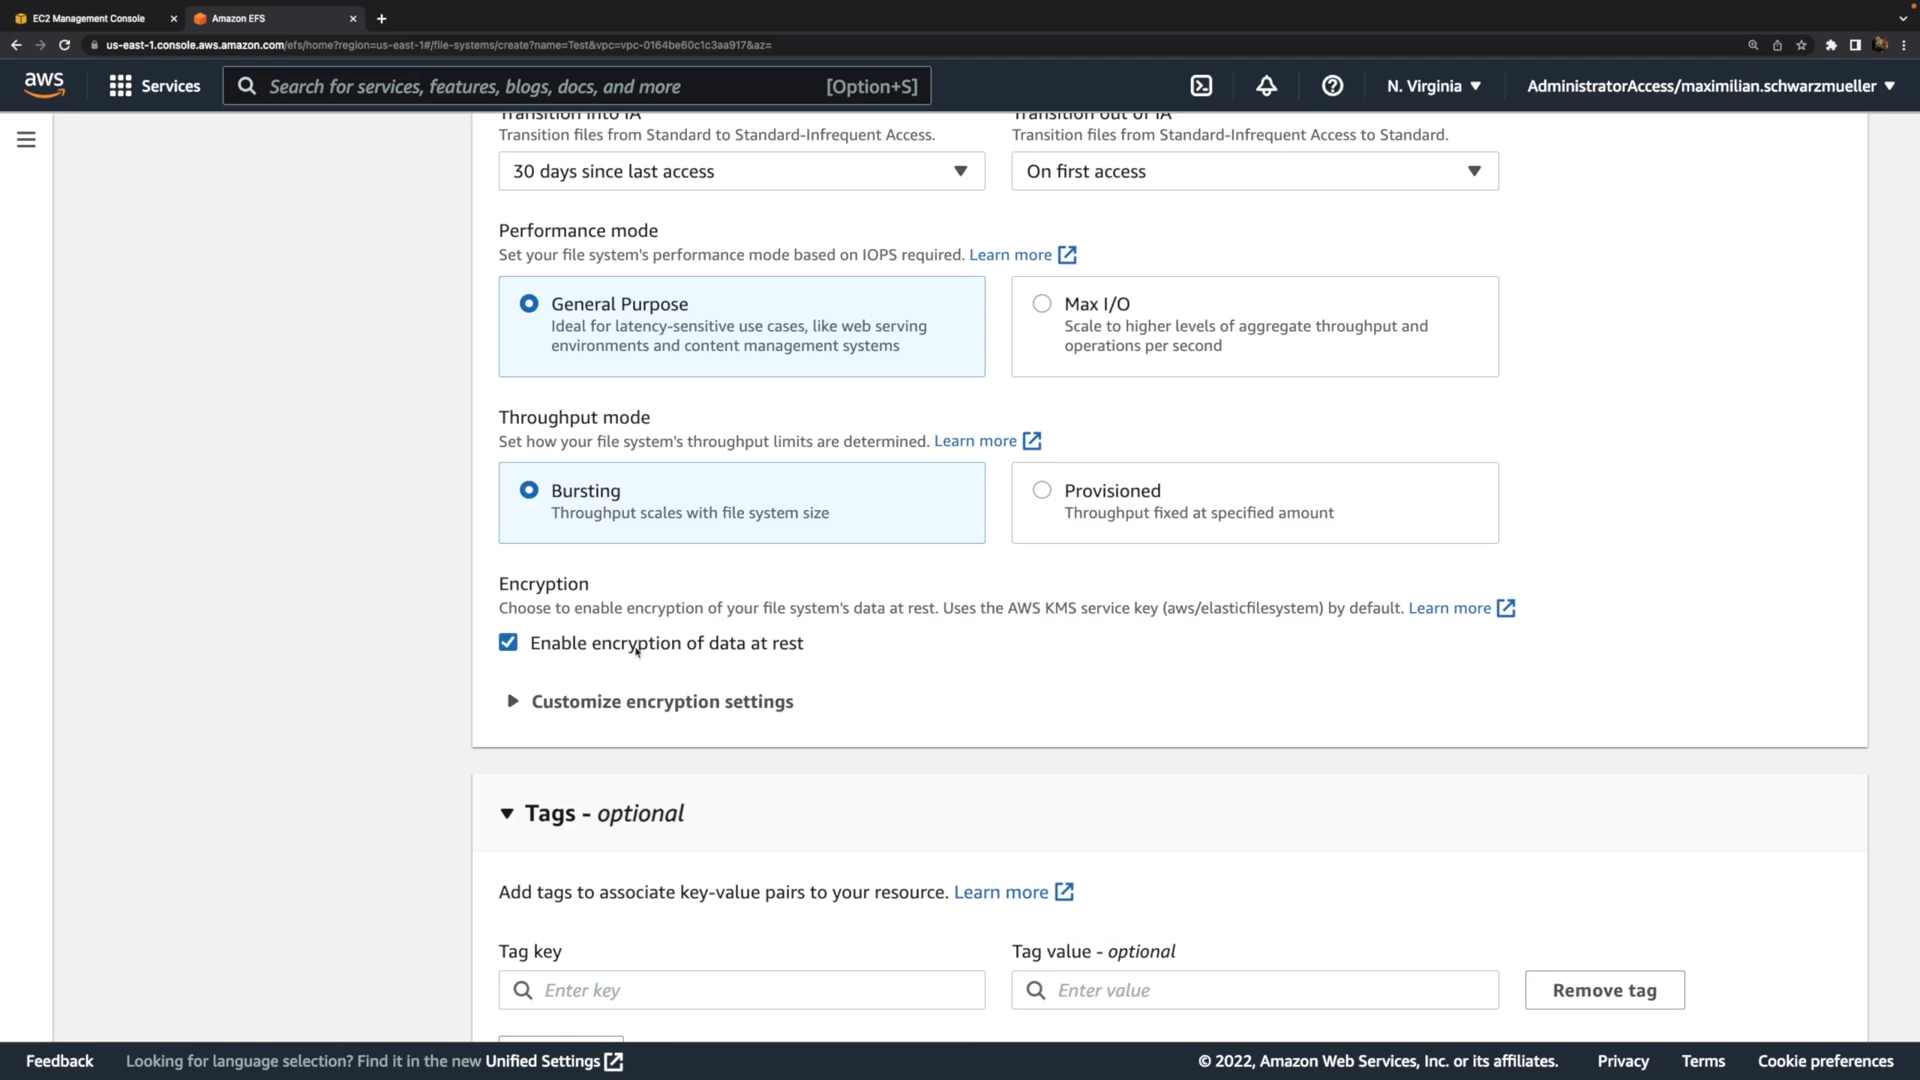 EC2 Management Console
Amazon EFS
us-east-1.console.aws.amazon.com/efs/home?region=us-east-1#/file-systems/create?name=Test&vpc=vpc-0164be60c1c3aa917&az=
aws
Services
Search for services, features, blogs, docs, and more
[Option+S]
N. Virginia
AdministratorAccess/maximilian.schwarzmueller
Transition into IA
Transition out of IA
Transition files from Standard to Standard-Infrequent Access.
Transition files from Standard-Infrequent Access to Standard.
30 days since last access
On first access
Performance mode
Set your file system's performance mode based on IOPS required. Learn more
General Purpose
Ideal for latency-sensitive use cases, like web serving
environments and content management systems
Max I/O
Scale to higher levels of aggregate throughput and
operations per second
Throughput mode
Set how your file system's throughput limits are determined. Learn more
Bursting
Throughput scales with file system size
Provisioned
Throughput fixed at specified amount
Encryption
Choose to enable encryption of your file system's data at rest. Uses the AWS KMS service key (aws/elasticfilesystem) by default. Learn more
Enable encryption of data at rest
Customize encryption settings
Tags - optional
Add tags to associate key-value pairs to your resource. Learn more
Tag key
Tag value - optional
Enter key
Enter value
Remove tag
Feedback
Looking for language selection? Find it in the new Unified Settings
© 2022, Amazon Web Services, Inc. or its affiliates.
Privacy
Terms
Cookie preferences